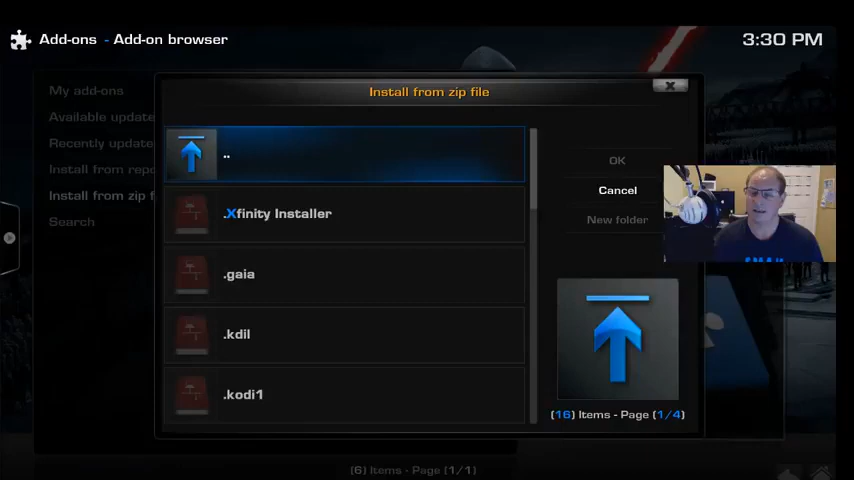 Add-ons - Add-on browser
3:30 PM
My add-ons
Available update
Recently update
Install from repo
Install from zip f
Search
Install from zip file
..
.Xfinity Installer
.gaia
.kdil
.kodi1
OK
Cancel
New folder
(16) Items - Page (1/4)
(6) Items - Page (1/1)